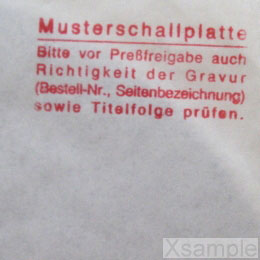 Musterschallplatte
Bitte vor Preßfreigabe auch
Richtigkeit der Gravur
(Bestell-Nr., Seitenbezeichnung)
sowie Titelfolge prüfen.
Xsample